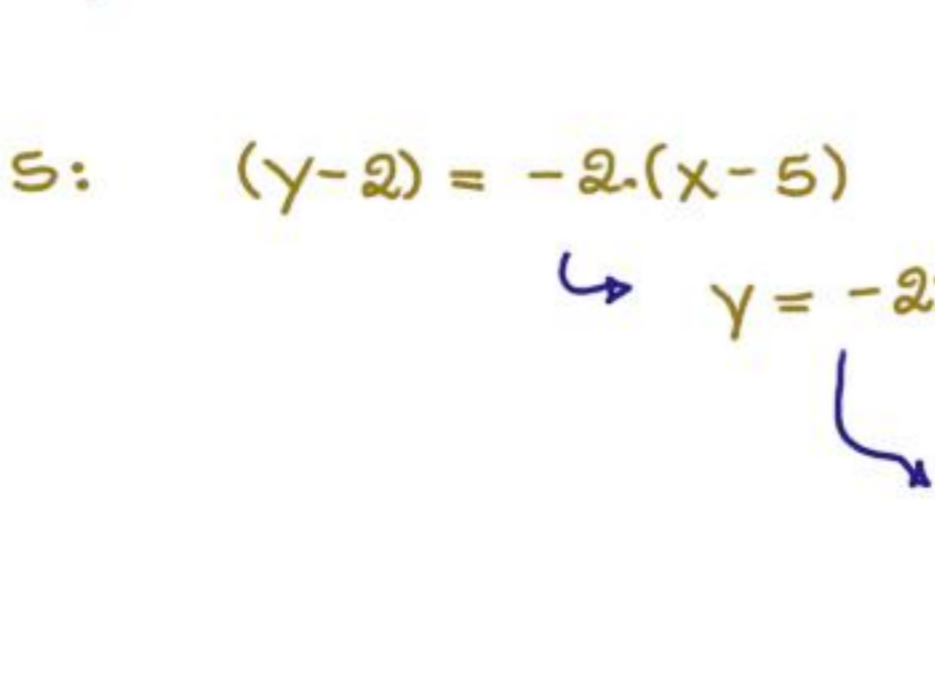 5: (y-2) = -2.(x-5)
y = -2